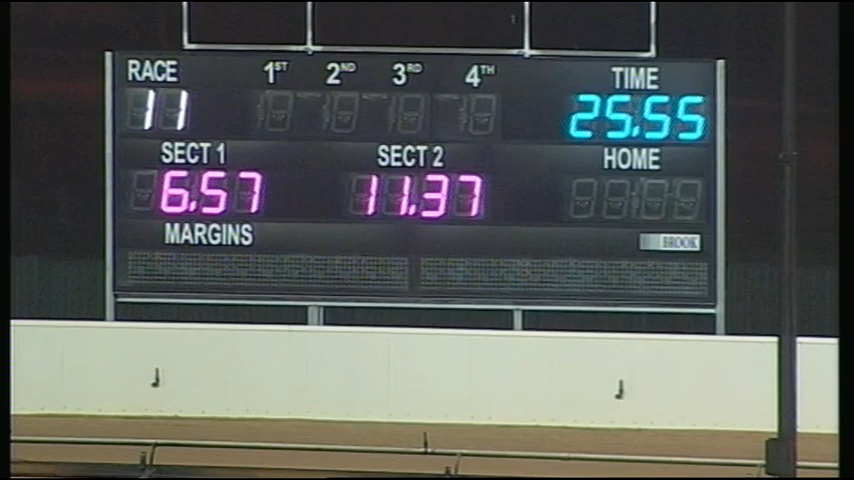 RACE 1ST 2ND 3RD 4TH TIME
11 25.55
SECT 1 SECT 2 HOME
6.57 11.37
MARGINS BROOK